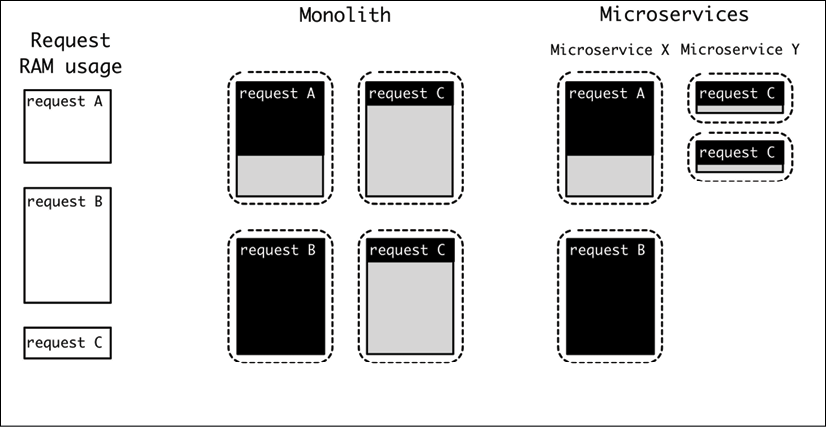 Request
RAM usage
request A
request B
request C
Monolith
request A
request C
request B
request C
Microservices
Microservice X
Microservice Y
request A
request C
request C
request B